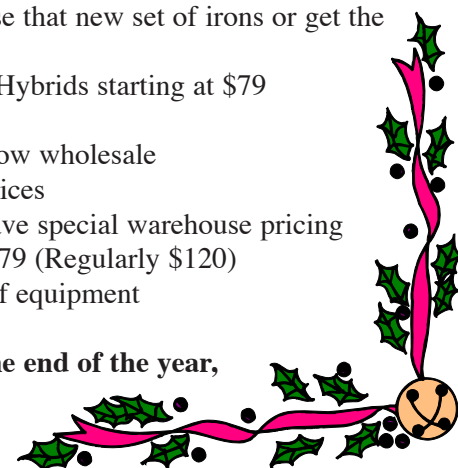 se that new set of irons or get the
Hybrids starting at $79
ow wholesale
ices
ve special warehouse pricing
79 (Regularly $120)
f equipment
e end of the year,